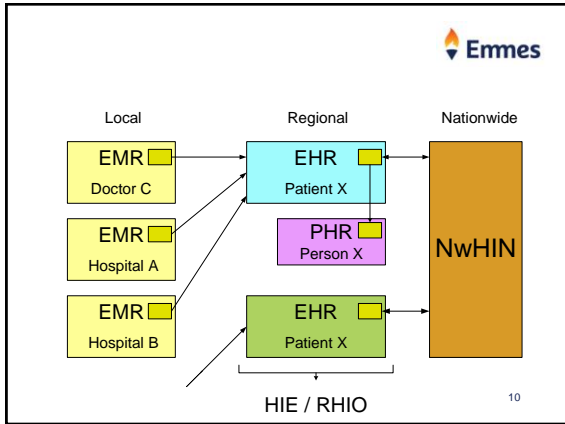 Emmes
Local
Regional
Nationwide
EMR
Doctor C
EMR
Hospital A
EMR
Hospital B
EHR
Patient X
PHR
Person X
EHR
Patient X
NwHIN
HIE / RHIO
10